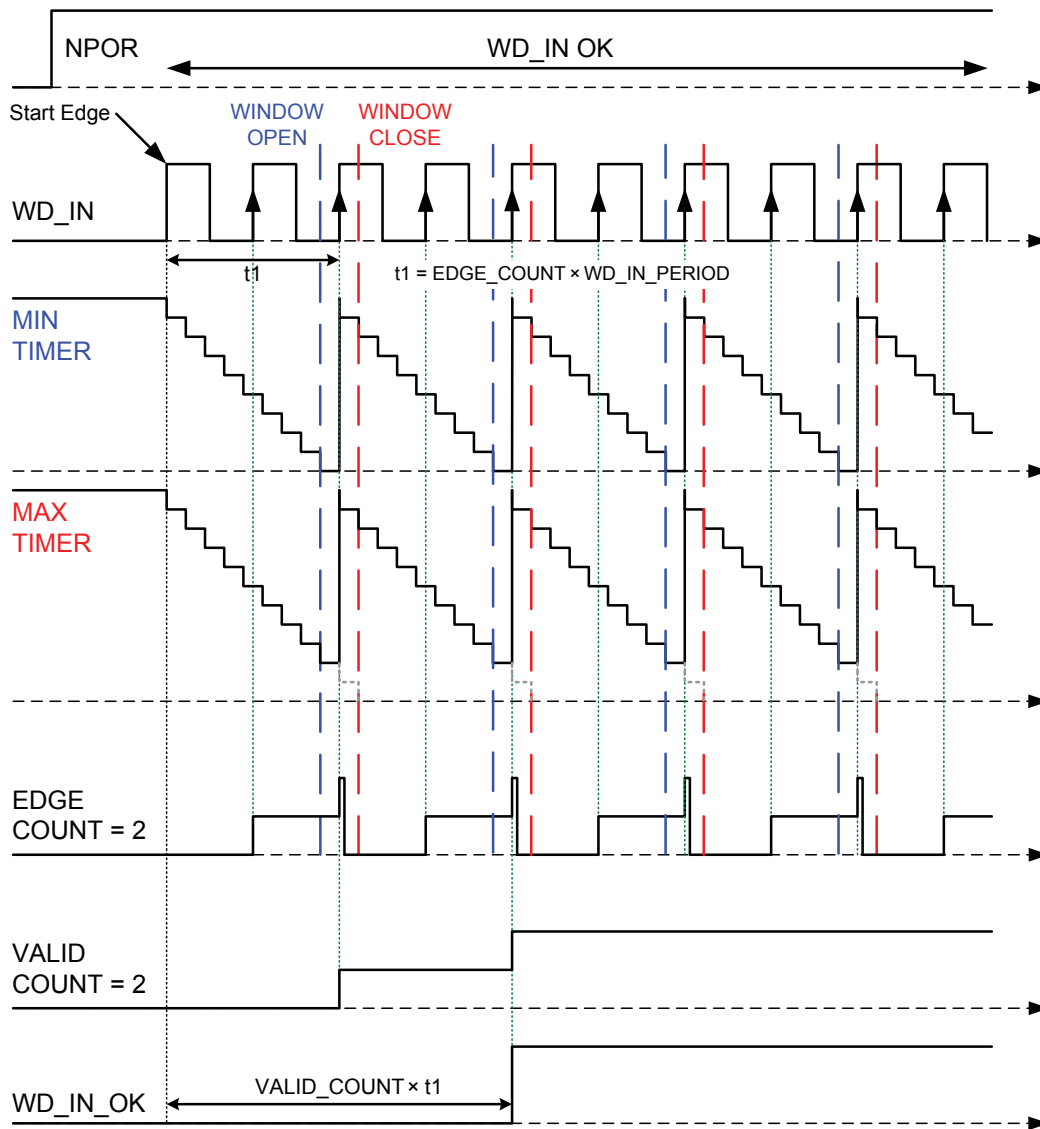 NPOR
WD_IN OK
Start Edge
WINDOW
OPEN
WINDOW
CLOSE
WD_IN
t1
t1 = EDGE_COUNT × WD_IN_PERIOD
MIN
TIMER
MAX
TIMER
EDGE
COUNT = 2
VALID
COUNT = 2
VALID_COUNT × t1
WD_IN_OK